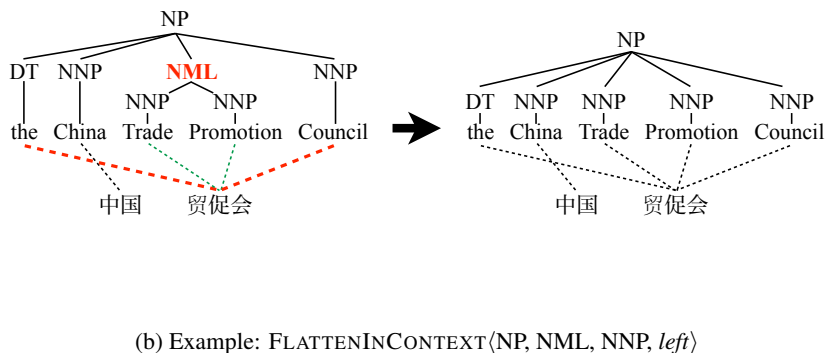 NP
DT NNP NML NNP
NNP NNP
the China Trade Promotion Council
中国 贸促会
NP
DT NNP NNP NNP NNP
the China Trade Promotion Council
中国 贸促会
(b) Example: FLATTENINCONTEXT⟨NP, NML, NNP, left⟩